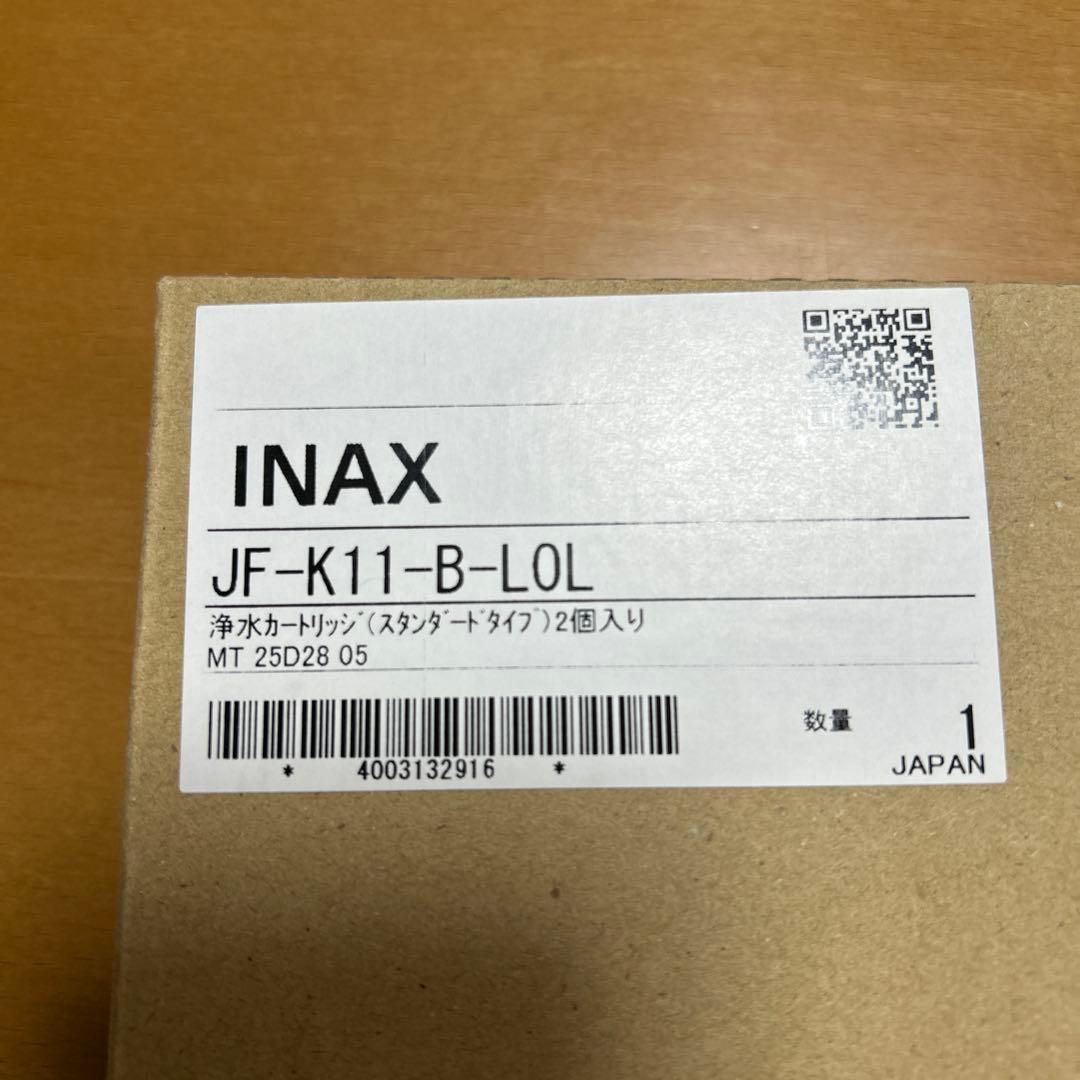 INAX
JF-K11-B-L0L
浄水カートリッジ(スタンダードタイプ)2個入り
MT 25D28 05
* 4003132916 *
数量 1
JAPAN